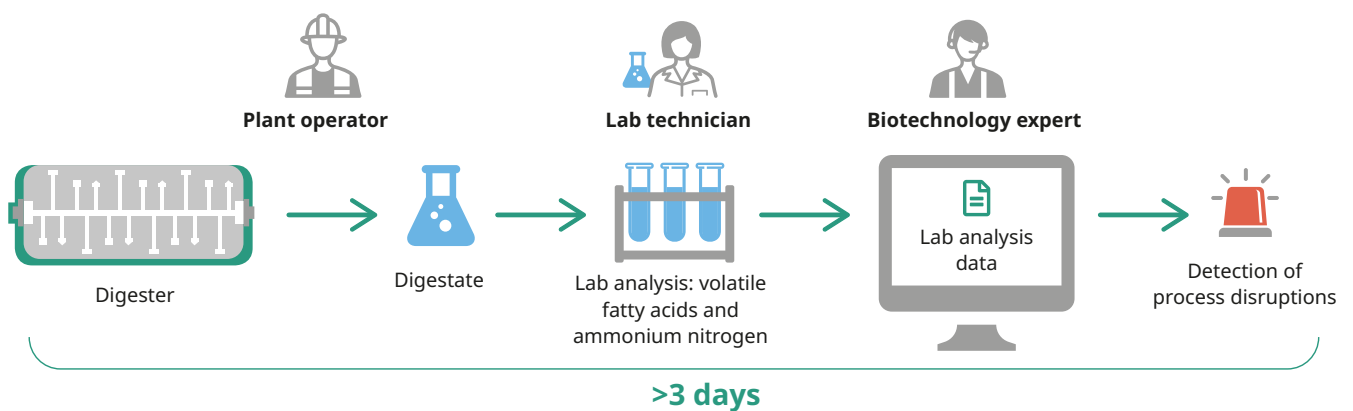 Plant operator
Lab technician
Biotechnology expert
Digester
Digestate
Lab analysis: volatile
fatty acids and
ammonium nitrogen
Lab analysis
data
Detection of
process disruptions
>3 days